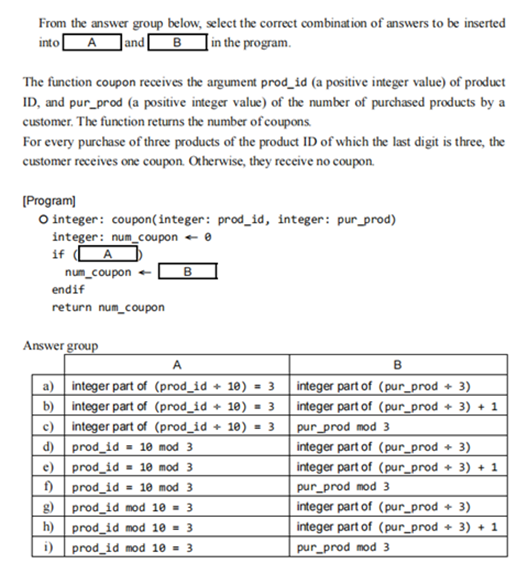 From the answer group below, select the correct combination of answers to be inserted
into A and B in the program.
The function coupon receives the argument prod_id (a positive integer value) of product
ID, and pur_prod (a positive integer value) of the number of purchased products by a
customer. The function returns the number of coupons.
For every purchase of three products of the product ID of which the last digit is three, the
customer receives one coupon. Otherwise, they receive no coupon.
[Program]
○ integer: coupon(integer: prod_id, integer: pur_prod)
integer: num_coupon ← 0
if ( A )
num_coupon ← B
endif
return num_coupon
Answer group
A B
a) integer part of (prod_id ÷ 10) = 3 integer part of (pur_prod ÷ 3)
b) integer part of (prod_id ÷ 10) = 3 integer part of (pur_prod ÷ 3) + 1
c) integer part of (prod_id ÷ 10) = 3 pur_prod mod 3
d) prod_id = 10 mod 3 integer part of (pur_prod ÷ 3)
e) prod_id = 10 mod 3 integer part of (pur_prod ÷ 3) + 1
f) prod_id = 10 mod 3 pur_prod mod 3
g) prod_id mod 10 = 3 integer part of (pur_prod ÷ 3)
h) prod_id mod 10 = 3 integer part of (pur_prod ÷ 3) + 1
i) prod_id mod 10 = 3 pur_prod mod 3